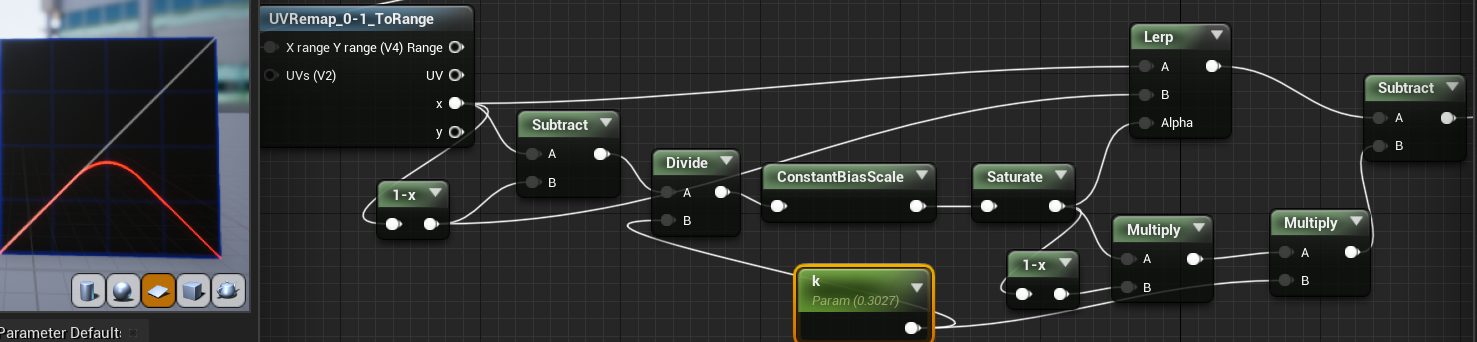 UVRemap_0-1_ToRange
X range Y range (V4) Range
UVs (V2) UV
x
y
1-x
Subtract
A
B
Divide
A
B
ConstantBiasScale
Saturate
k
Param (0.3027)
1-x
Multiply
A
B
Lerp
A
B
Alpha
Multiply
A
B
Subtract
A
B
Parameter Default